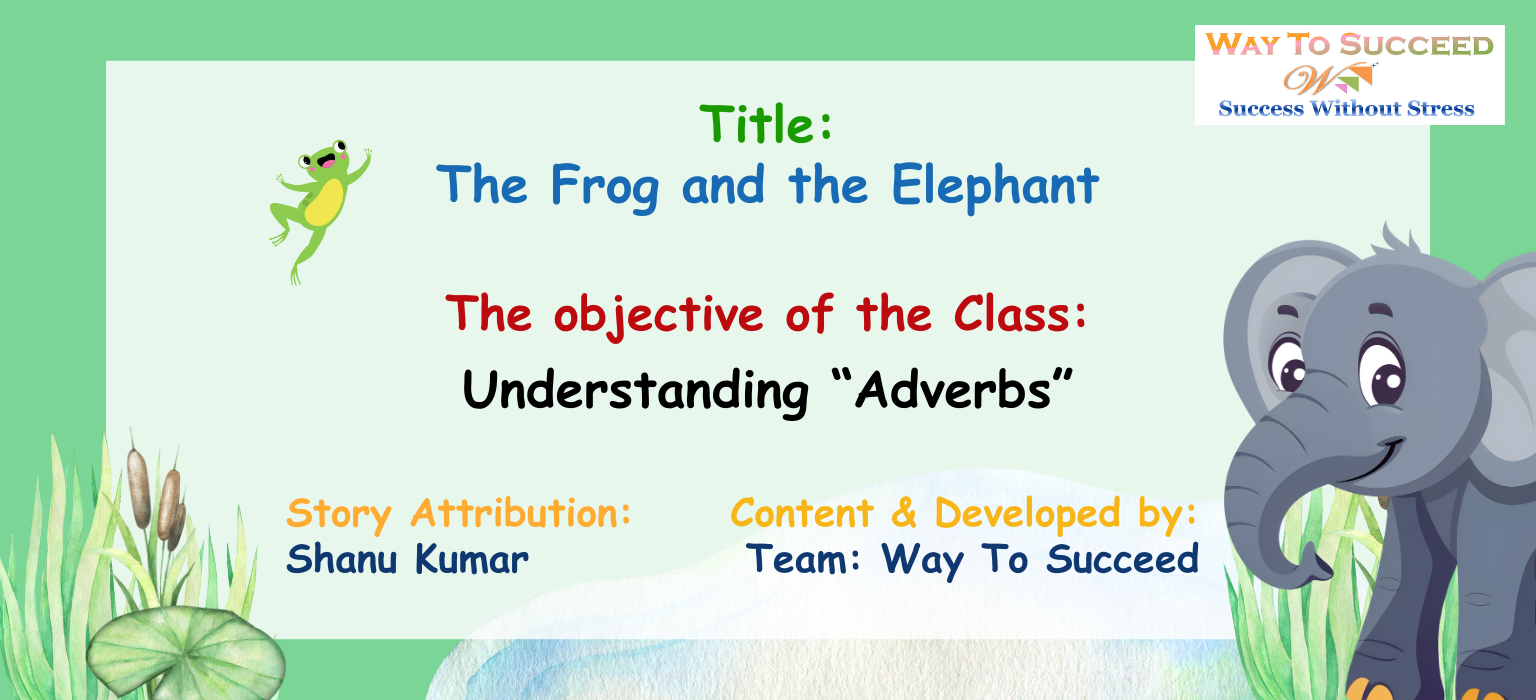 WAY TO SUCCEED
W
Success Without Stress
Title:
The Frog and the Elephant
The objective of the Class:
Understanding “Adverbs”
Story Attribution:
Shanu Kumar
Content & Developed by:
Team: Way To Succeed